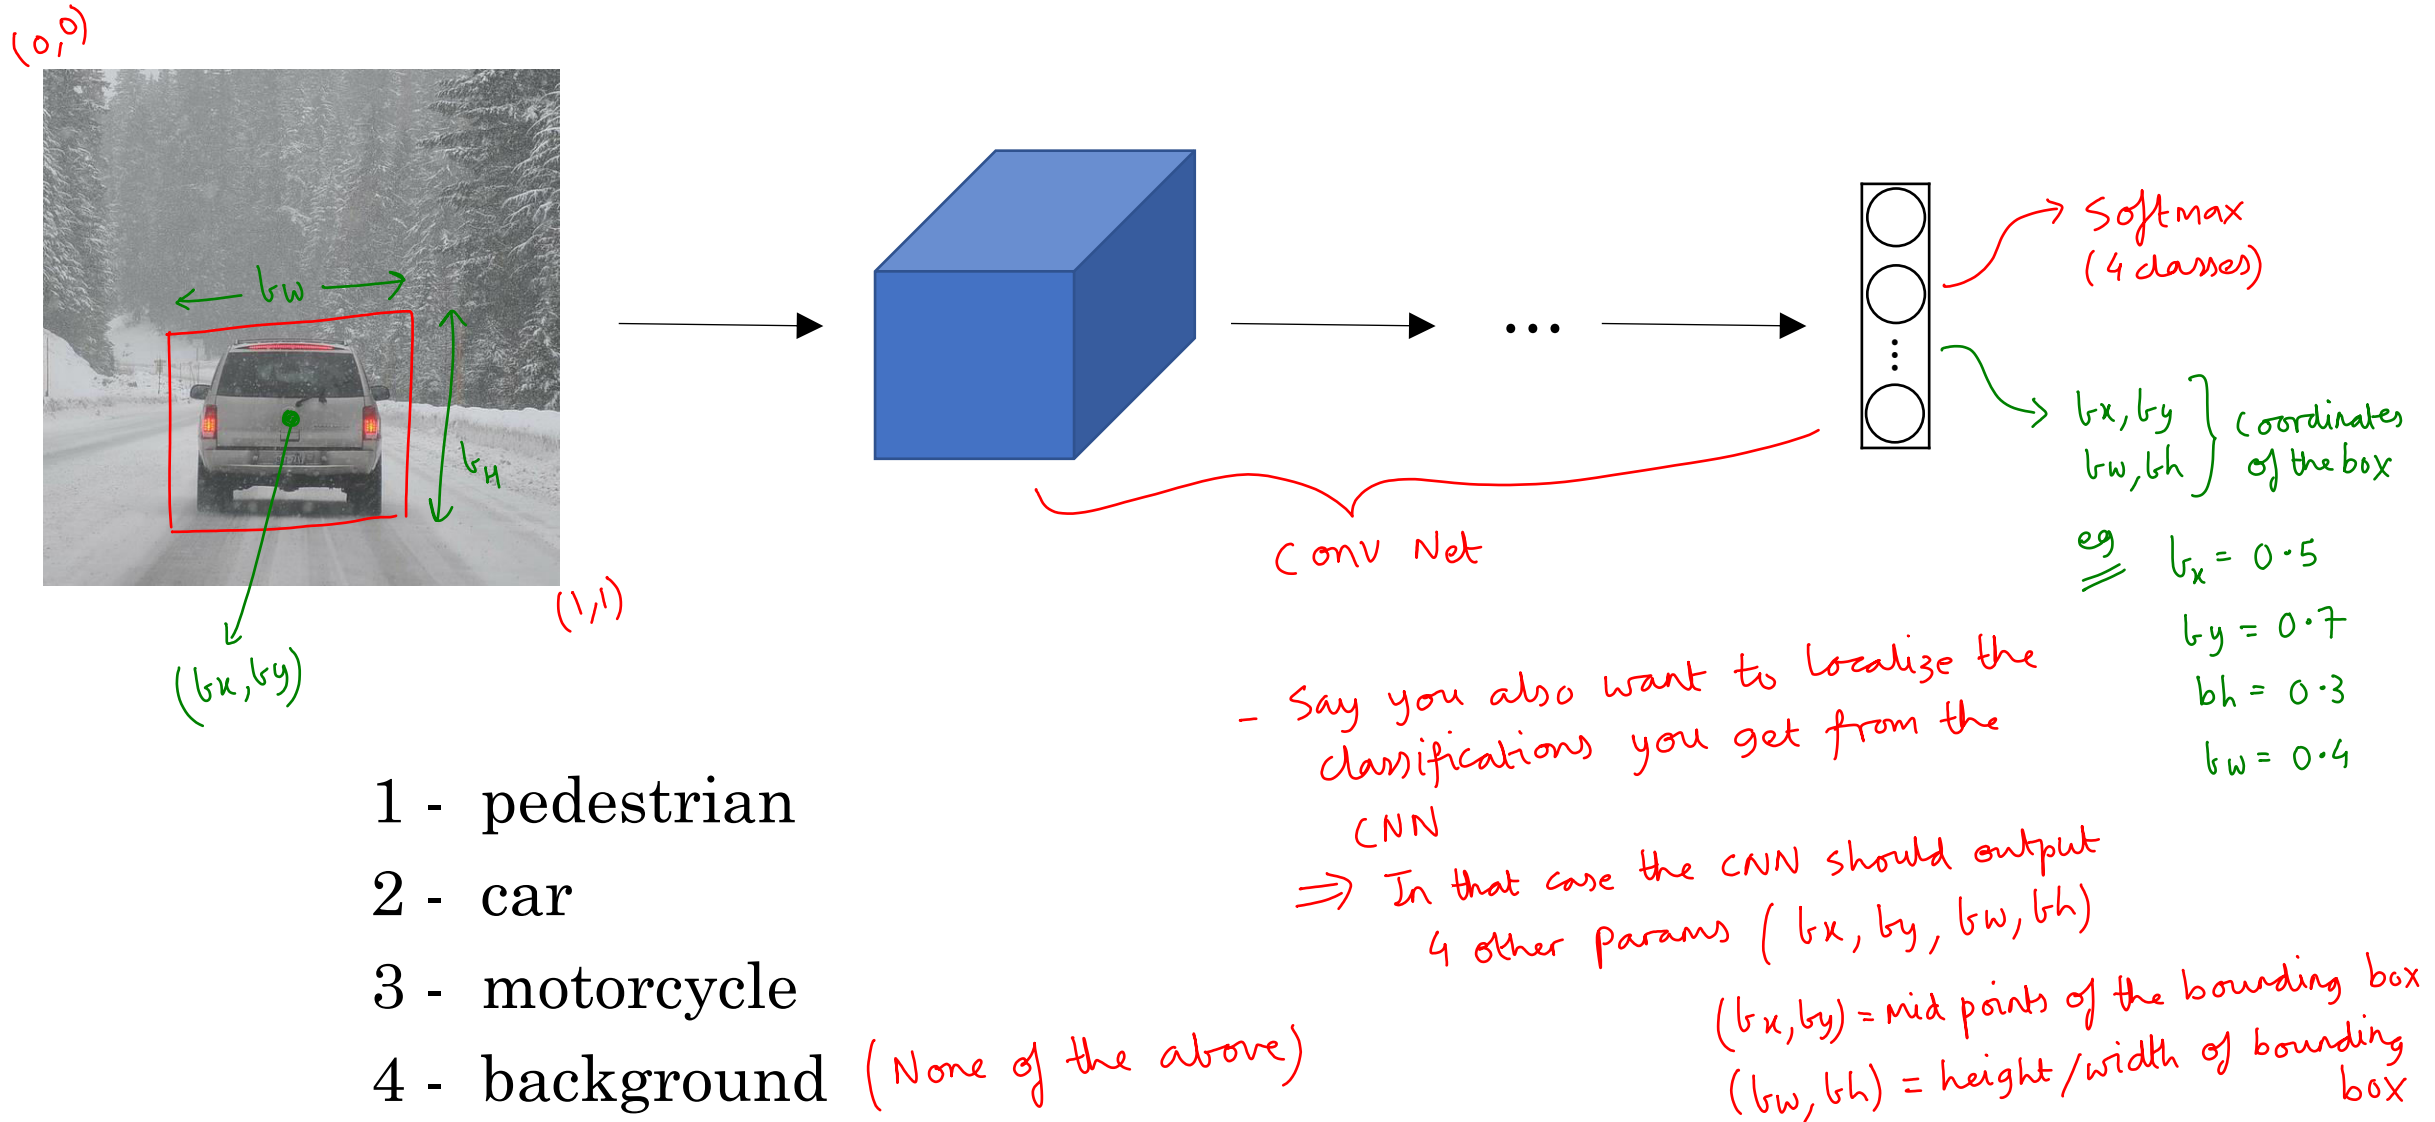 (0,0)
bw
bH
(1,1)
(bx,by)
Softmax
(4 classes)
bx, by
bw, bh
Coordinates
of the box
eg
bx = 0.5
by = 0.7
bh = 0.3
bw = 0.4
Conv Net
- Say you also want to localize the
classifications you get from the
CNN
⇒ In that case the CNN should output
4 other params (bx, by, bw, bh)
(bx,by) = mid points of the bounding box
(bw, bh) = height/width of bounding
box
1 - pedestrian
2 - car
3 - motorcycle
4 - background (None of the above)